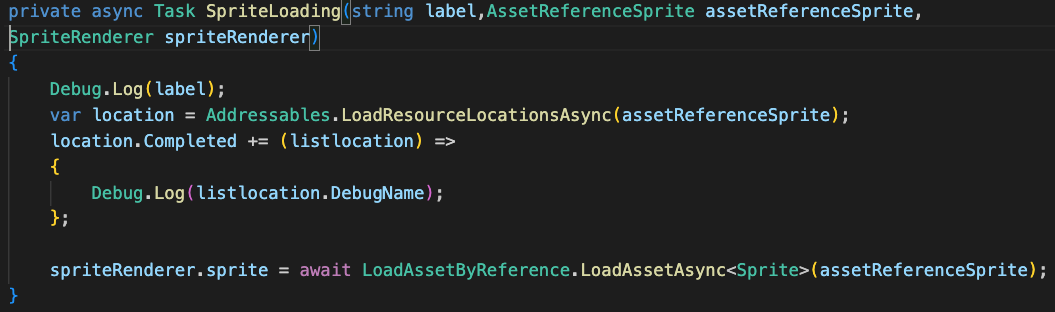 private async Task SpriteLoading(string label,AssetReferenceSprite assetReferenceSprite,
SpriteRenderer spriteRenderer)
{
    Debug.Log(label);
    var location = Addressables.LoadResourceLocationsAsync(assetReferenceSprite);
    location.Completed += (listlocation) =>
    {
        Debug.Log(listlocation.DebugName);
    };

    spriteRenderer.sprite = await LoadAssetByReference.LoadAssetAsync<Sprite>(assetReferenceSprite);
}